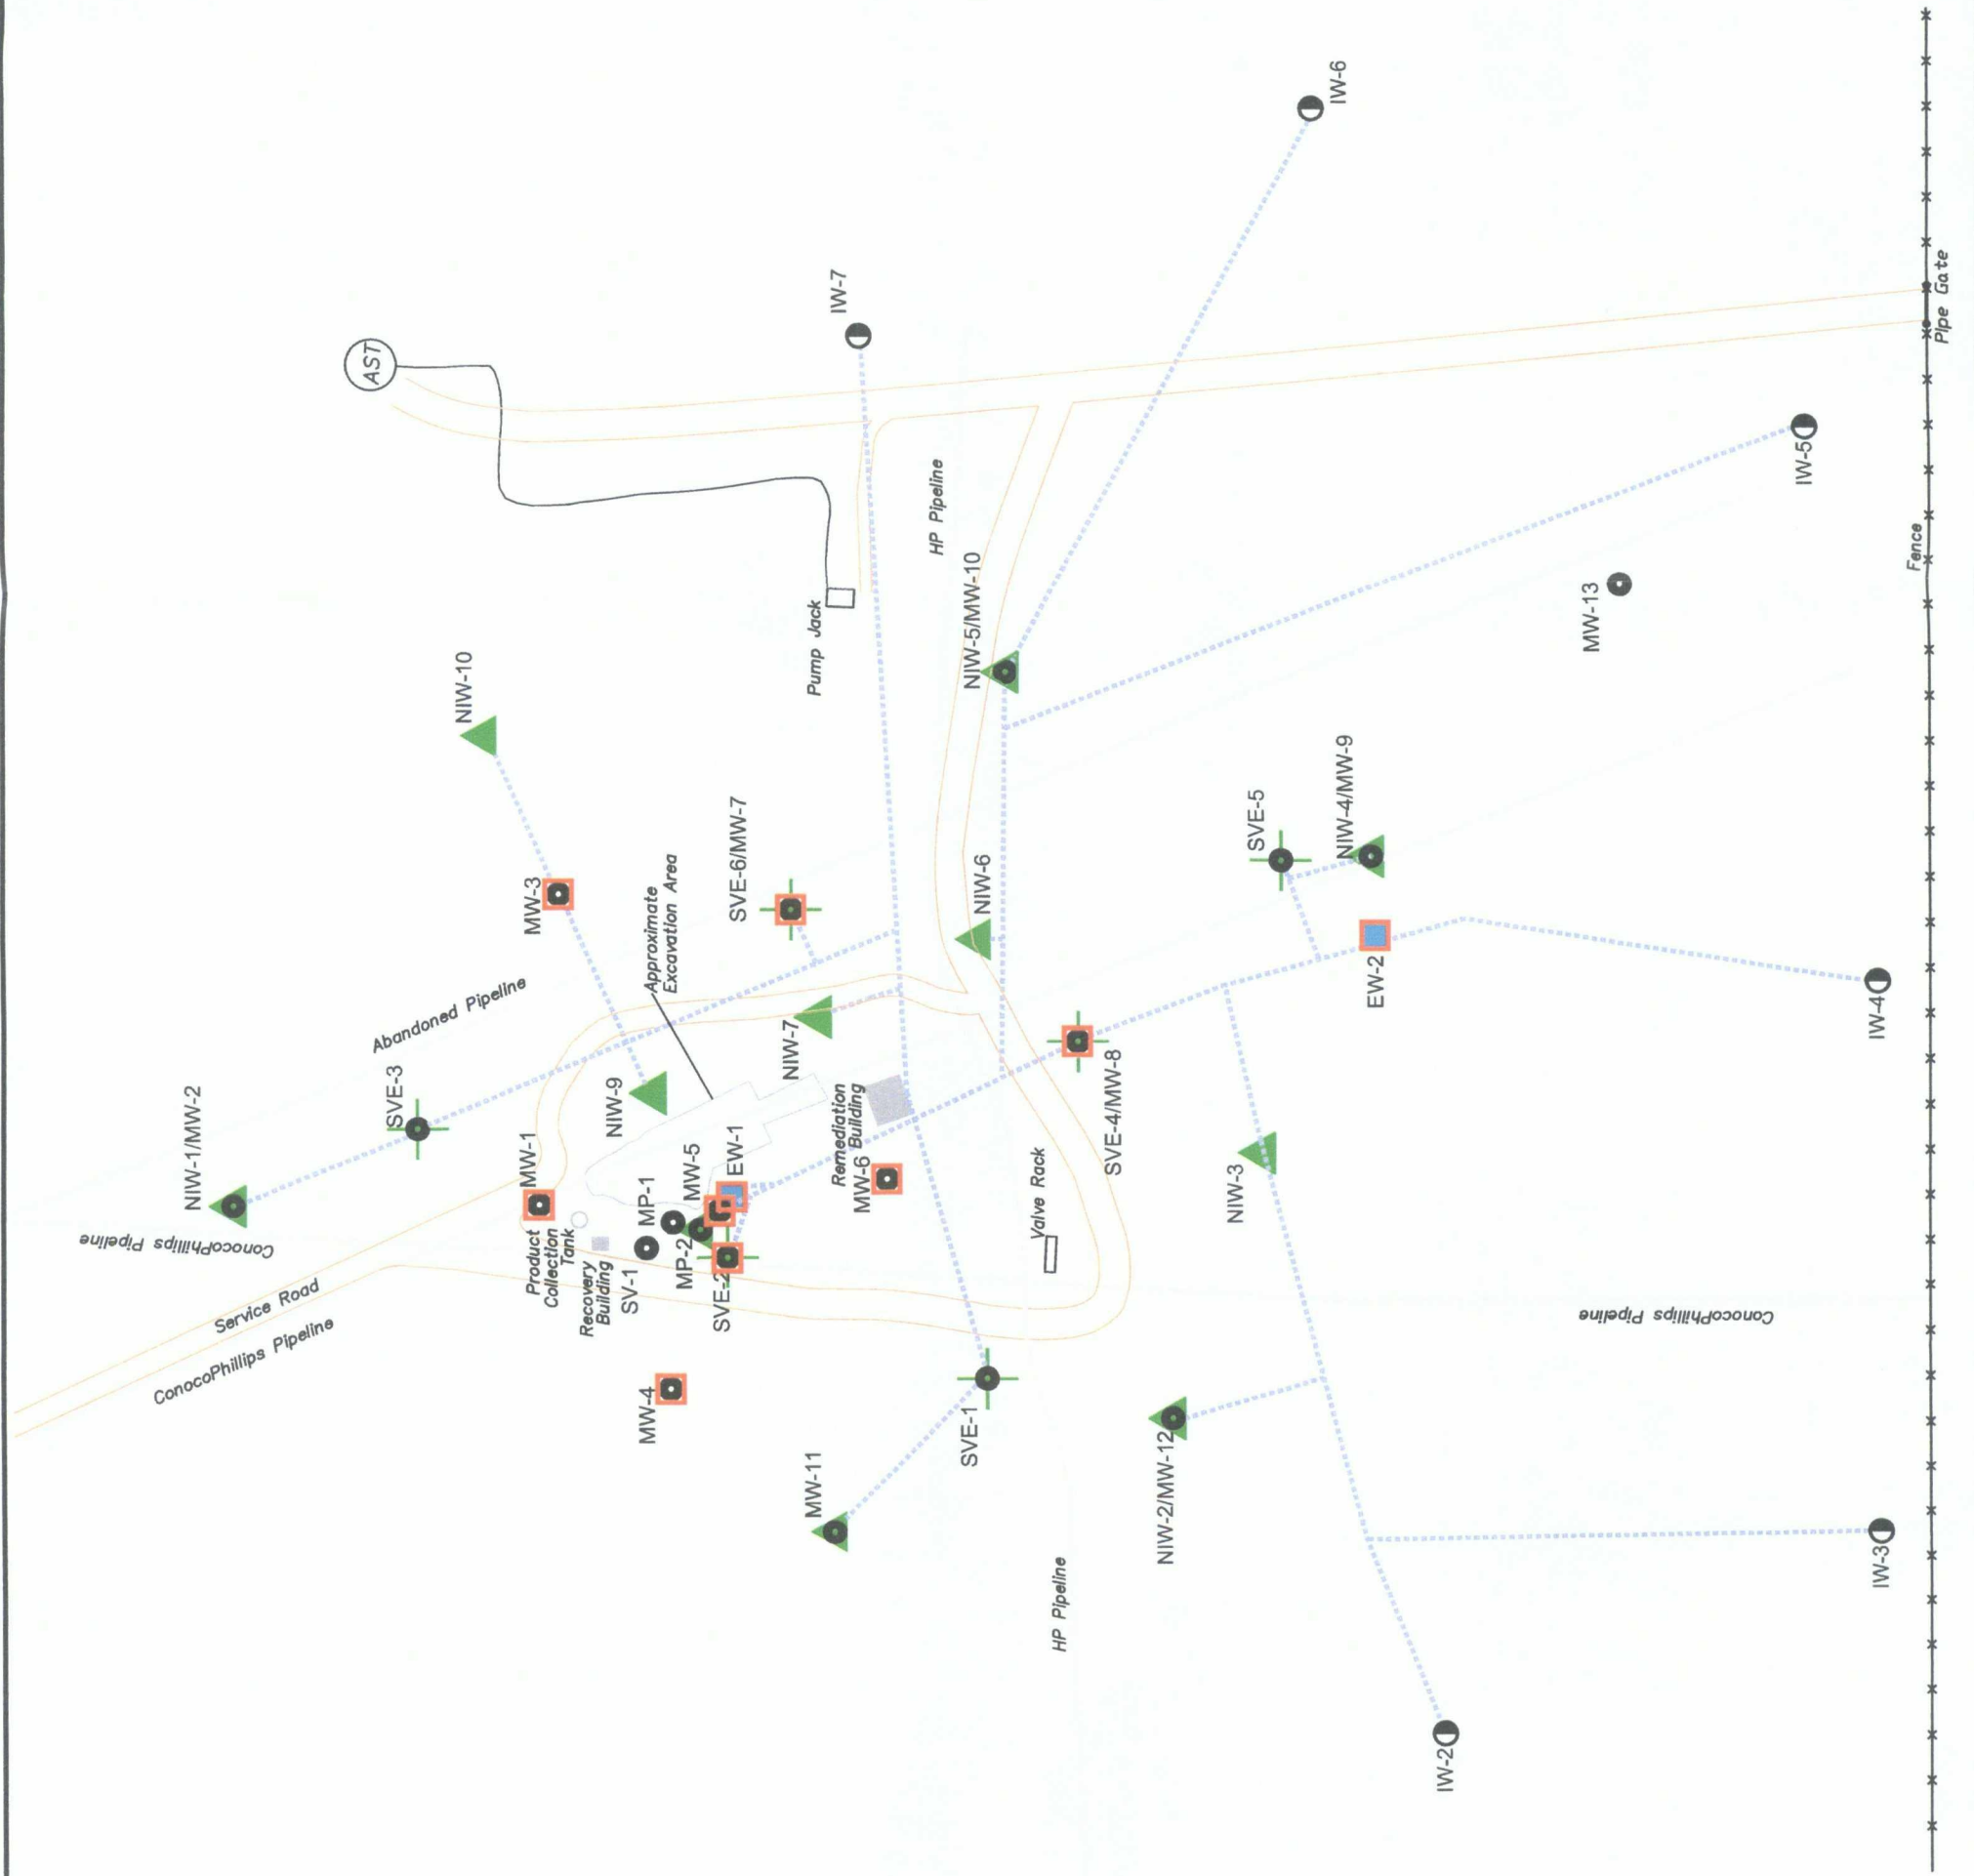 IW-6
IW-7
AST
Pipe Gate
IW-5
Fence
HP Pipeline
NIW-5/MW-10
MW-13
Pump Jack
NIW-10
SVE-5
NIW-4/MW-9
SVE-6/MW-7
NIW-6
MW-3
Approximate
Excavation Area
EW-2
IW-4
Abandoned Pipeline
NIW-7
SVE-3
NIW-9
NIW-1/MW-2
Remediation
Building
SVE-4/MW-8
MW-1
MW-5
EW-1
MP-1
MW-6
NIW-3
Valve Rack
ConocoPhillips Pipeline
Product
Collection
Tank
MP-2
Recovery
Building
SV-1
SVE-2
Service Road
ConocoPhillips Pipeline
ConocoPhillips Pipeline
MW-4
SVE-1
MW-11
NIW-2/MW-12
IW-3
HP Pipeline
IW-2